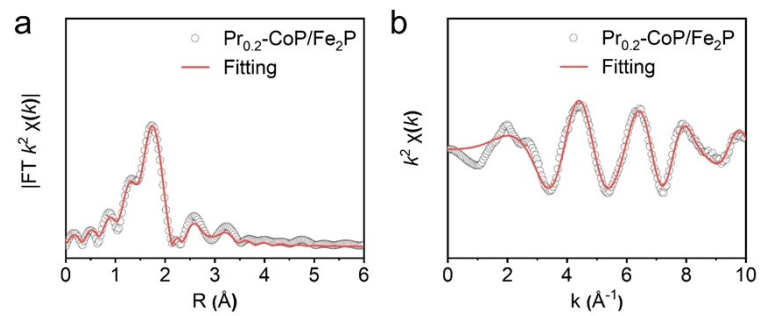 a
Pr₀.₂-CoP/Fe₂P
Fitting
|FT k² χ(k)|
0 1 2 3 4 5 6
R (Å)
b
Pr₀.₂-CoP/Fe₂P
Fitting
k² χ(k)
0 2 4 6 8 10
k (Å⁻¹)